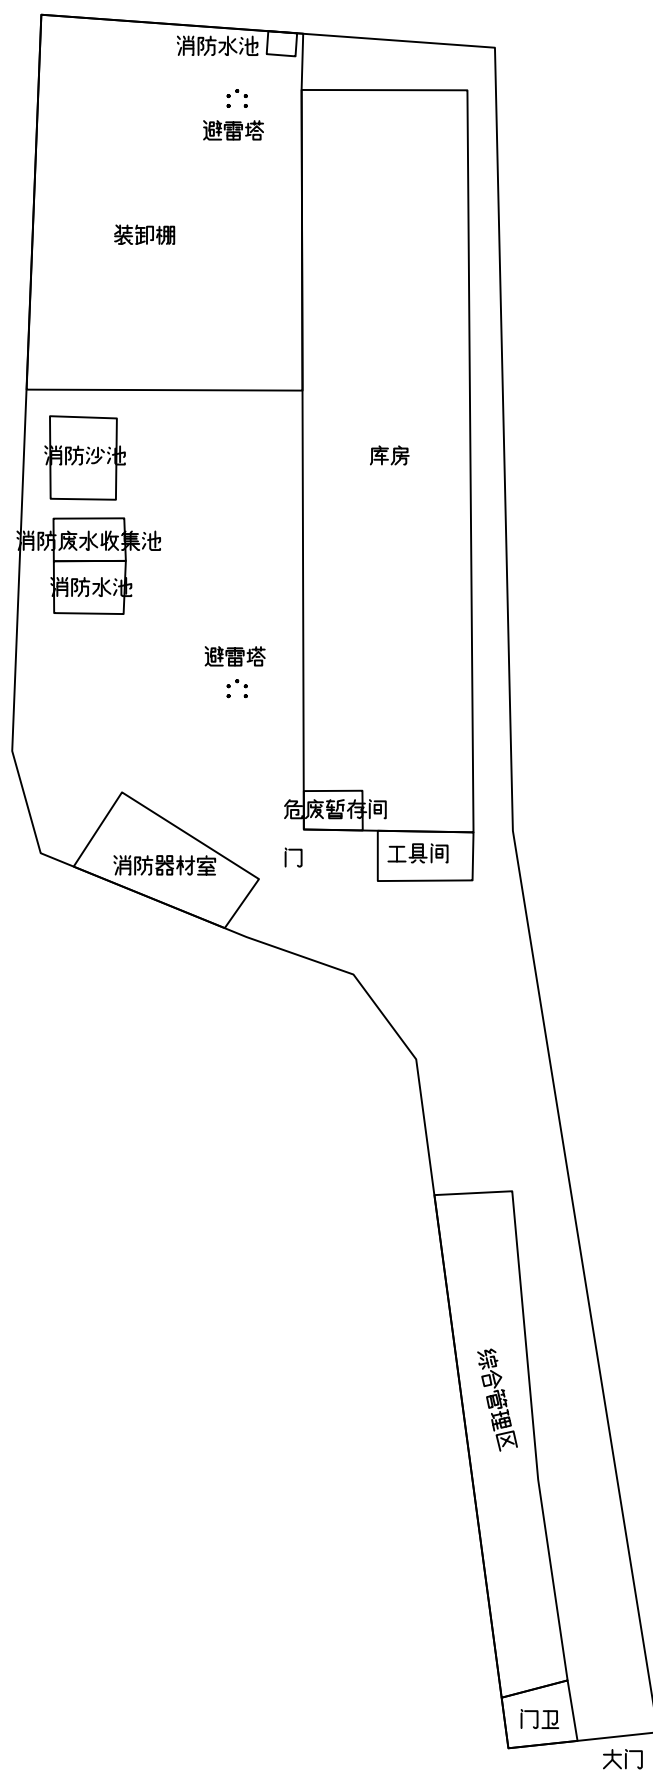 消防水池
避雷塔
装卸棚
消防沙池
库房
消防废水收集池
消防水池
避雷塔
危废暂存间
消防器材室
门
工具间
综合管理区
门卫
大门